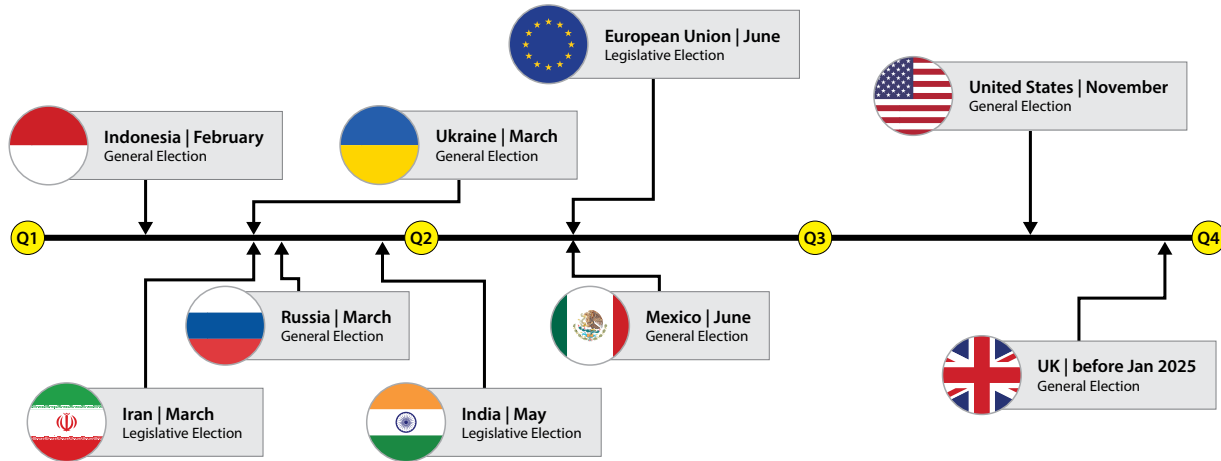 European Union | June
Legislative Election
United States | November
General Election
Indonesia | February
General Election
Ukraine | March
General Election
Q1
Q2
Q3
Q4
Russia | March
General Election
Mexico | June
General Election
UK | before Jan 2025
General Election
Iran | March
Legislative Election
India | May
Legislative Election